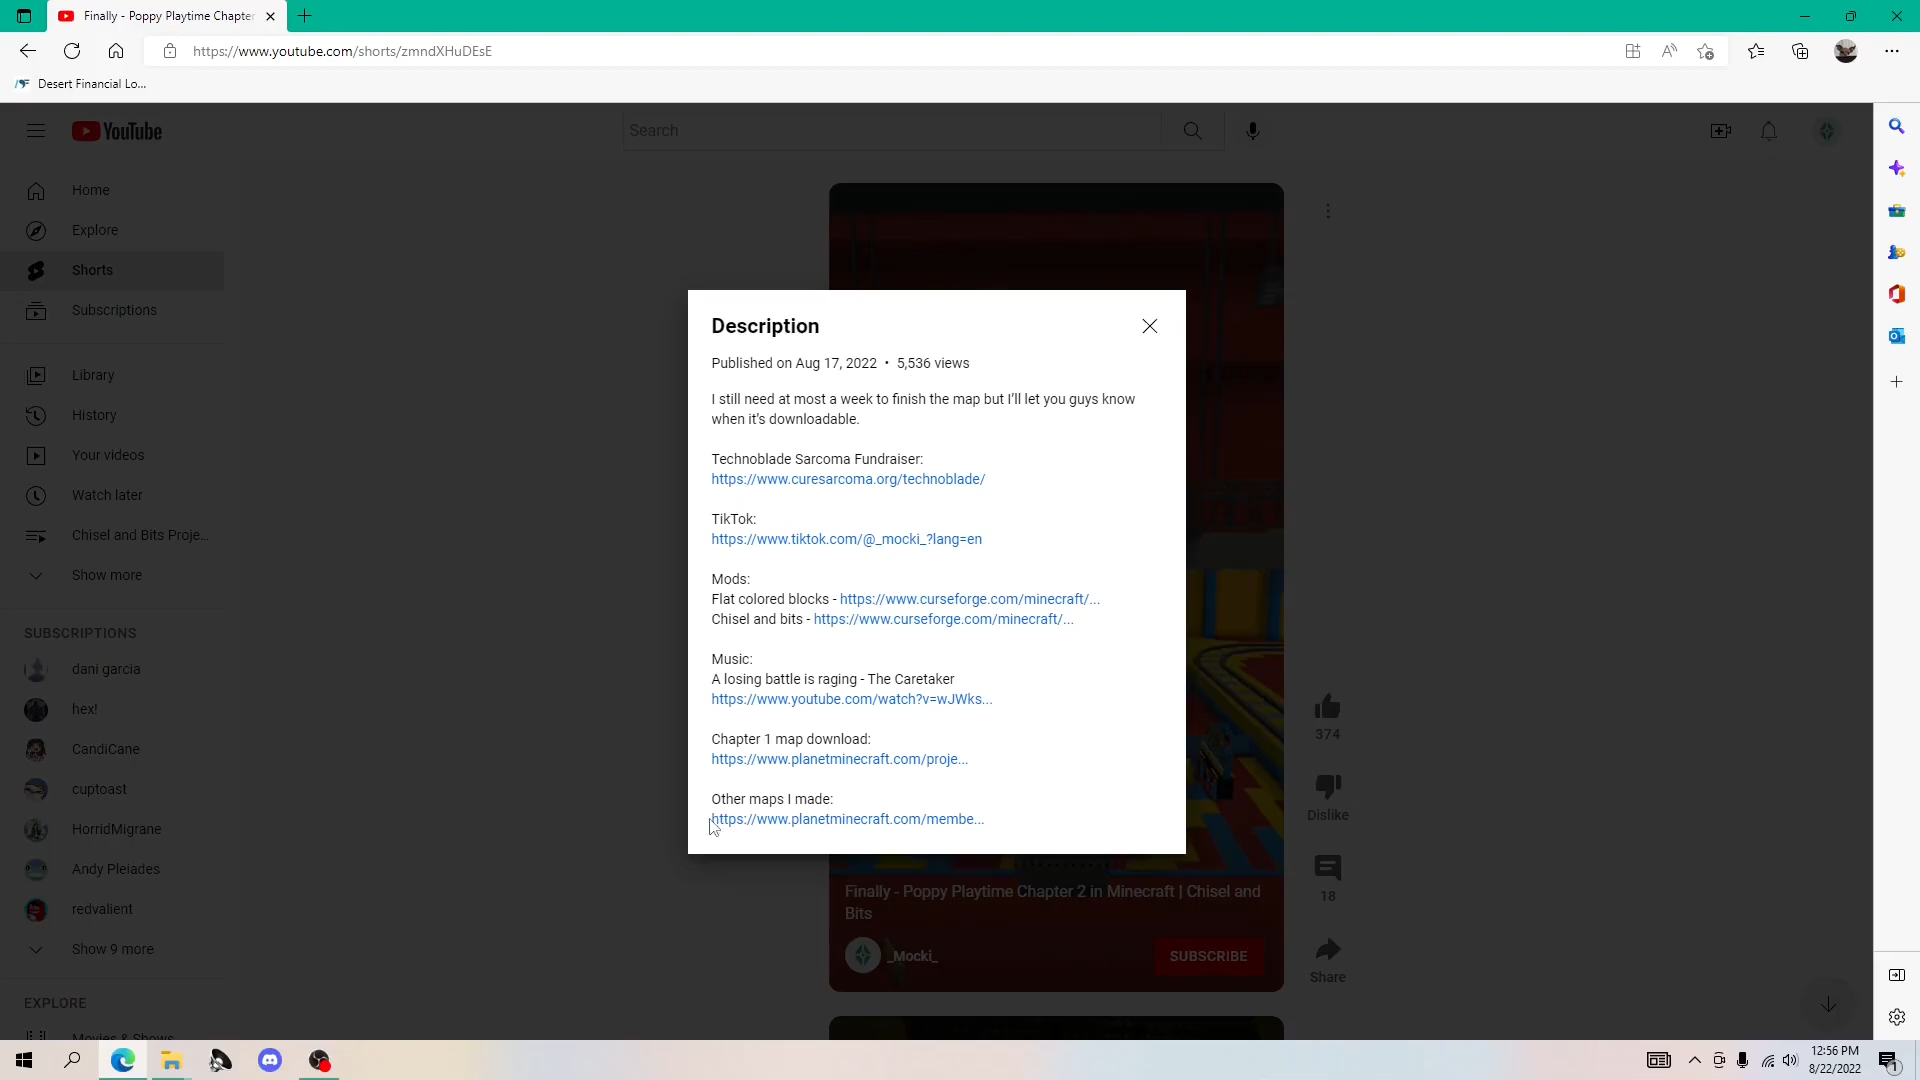 Finally - Poppy Playtime Chapter
https://www.youtube.com/shorts/zmndXHuDEsE
Desert Financial Lo...
YouTube
Search
Home
Explore
Shorts
Subscriptions
Library
History
Your videos
Watch later
Chisel and Bits Proje...
Show more
SUBSCRIPTIONS
dani garcia
hex!
CandiCane
cuptoast
HorridMigrane
Andy Pleiades
redvalient
Show 9 more
EXPLORE
Movies & Shows
Description
Published on Aug 17, 2022 • 5,536 views
I still need at most a week to finish the map but I'll let you guys know
when it's downloadable.
Technoblade Sarcoma Fundraiser:
https://www.curesarcoma.org/technoblade/
TikTok:
https://www.tiktok.com/@_mocki_?lang=en
Mods:
Flat colored blocks - https://www.curseforge.com/minecraft/...
Chisel and bits - https://www.curseforge.com/minecraft/...
Music:
A losing battle is raging - The Caretaker
https://www.youtube.com/watch?v=wJWks...
Chapter 1 map download:
https://www.planetminecraft.com/proje...
Other maps I made:
https://www.planetminecraft.com/membe...
Finally - Poppy Playtime Chapter 2 in Minecraft | Chisel and
Bits
_Mocki_
SUBSCRIBE
374
Dislike
18
Share
12:56 PM
8/22/2022
1